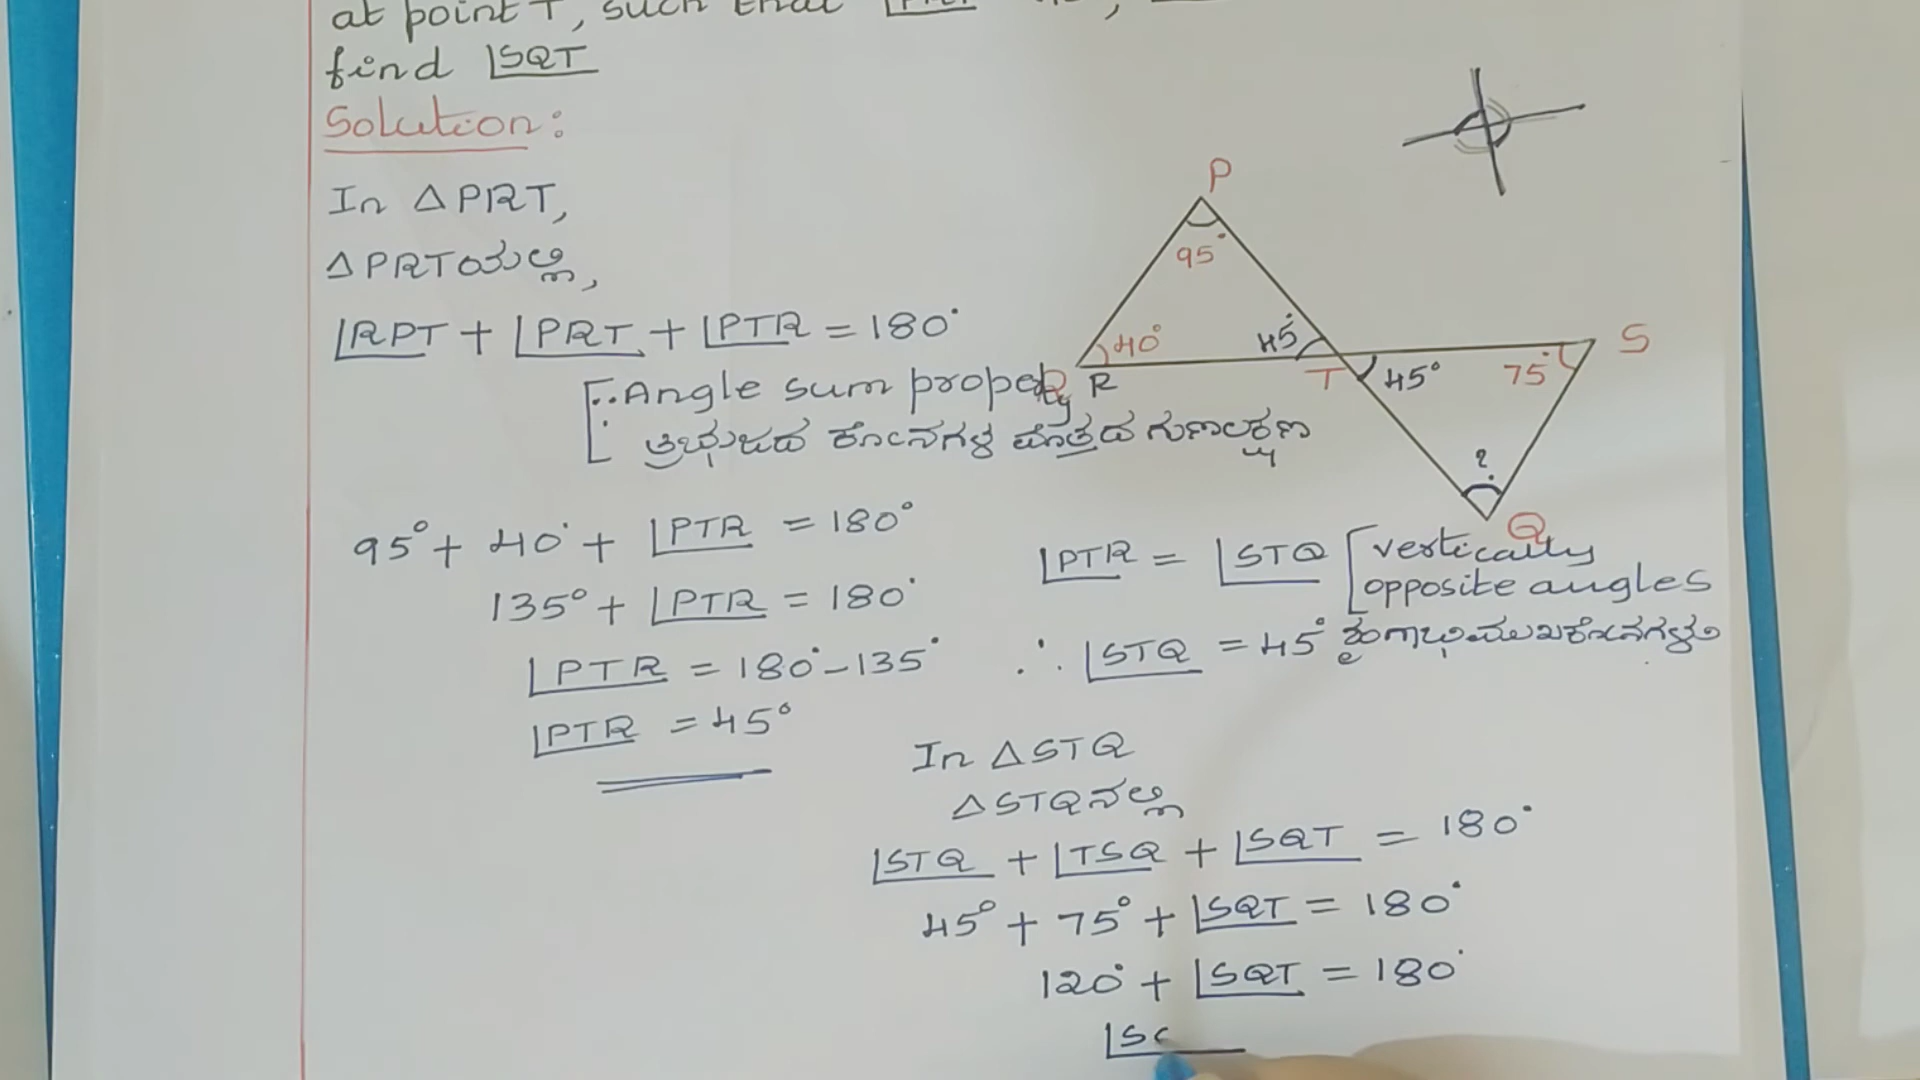 at point T, such that
find ∠SQT
Solution:
In △PRT,
△PRTಯಲ್ಲಿ,
∠RPT + ∠PRT + ∠PTR = 180°
[∵ Angle sum property
ತ್ರಿಭುಜದ ಕೋನಗಳ ಮೊತ್ತದ ಗುಣಲಕ್ಷಣ
95° + 40° + ∠PTR = 180°
135° + ∠PTR = 180°
∠PTR = 180° - 135°
∠PTR = 45°
P
95°
40°
R
45°
T
45°
75°
S
?
Q
∠PTR = ∠STQ [vertically
opposite angles
∴ ∠STQ = 45° ಶೃಂಗಾಭಿಮುಖಕೋನಗಳು
In △STQ
△STQನಲ್ಲಿ
∠STQ + ∠TSQ + ∠SQT = 180°
45° + 75° + ∠SQT = 180°
120° + ∠SQT = 180°
∠S